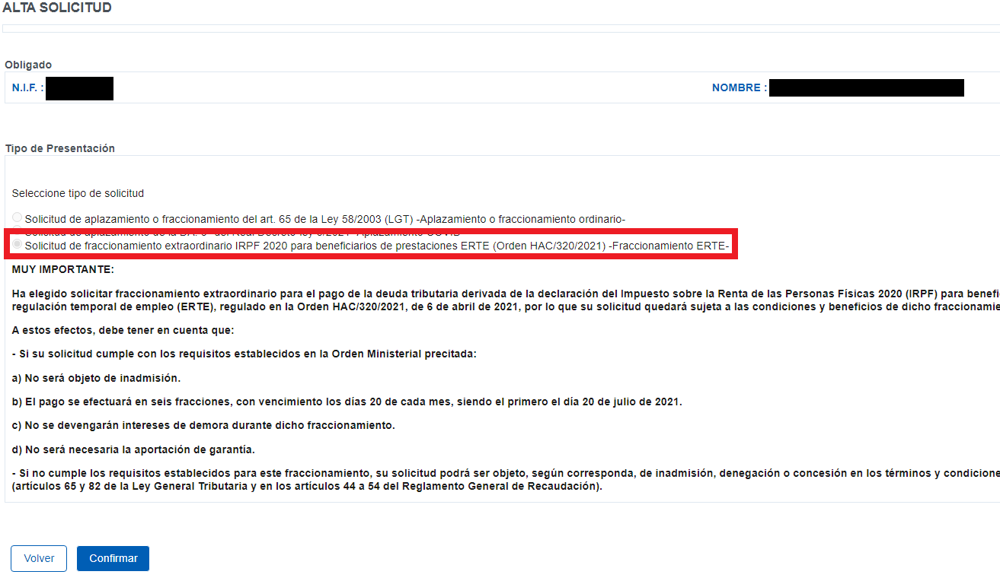 ALTA SOLICITUD
Obligado
N.I.F. :
NOMBRE :
Tipo de Presentación
Seleccione tipo de solicitud
Solicitud de aplazamiento o fraccionamiento del art. 65 de la Ley 58/2003 (LGT) -Aplazamiento o fraccionamiento ordinario-
Solicitud de fraccionamiento extraordinario IRPF 2020 para beneficiarios de prestaciones ERTE (Orden HAC/320/2021) -Fraccionamiento ERTE-
MUY IMPORTANTE:
Ha elegido solicitar fraccionamiento extraordinario para el pago de la deuda tributaria derivada de la declaración del Impuesto sobre la Renta de las Personas Físicas 2020 (IRPF) para benefi
regulación temporal de empleo (ERTE), regulado en la Orden HAC/320/2021, de 6 de abril de 2021, por lo que su solicitud quedará sujeta a las condiciones y beneficios de dicho fraccionamie
A estos efectos, debe tener en cuenta que:
- Si su solicitud cumple con los requisitos establecidos en la Orden Ministerial precitada:
a) No será objeto de inadmisión.
b) El pago se efectuará en seis fracciones, con vencimiento los días 20 de cada mes, siendo el primero el día 20 de julio de 2021.
c) No se devengarán intereses de demora durante dicho fraccionamiento.
d) No será necesaria la aportación de garantía.
- Si no cumple los requisitos establecidos para este fraccionamiento, su solicitud podrá ser objeto, según corresponda, de inadmisión, denegación o concesión en los términos y condicione
(artículos 65 y 82 de la Ley General Tributaria y en los artículos 44 a 54 del Reglamento General de Recaudación).
Volver
Confirmar